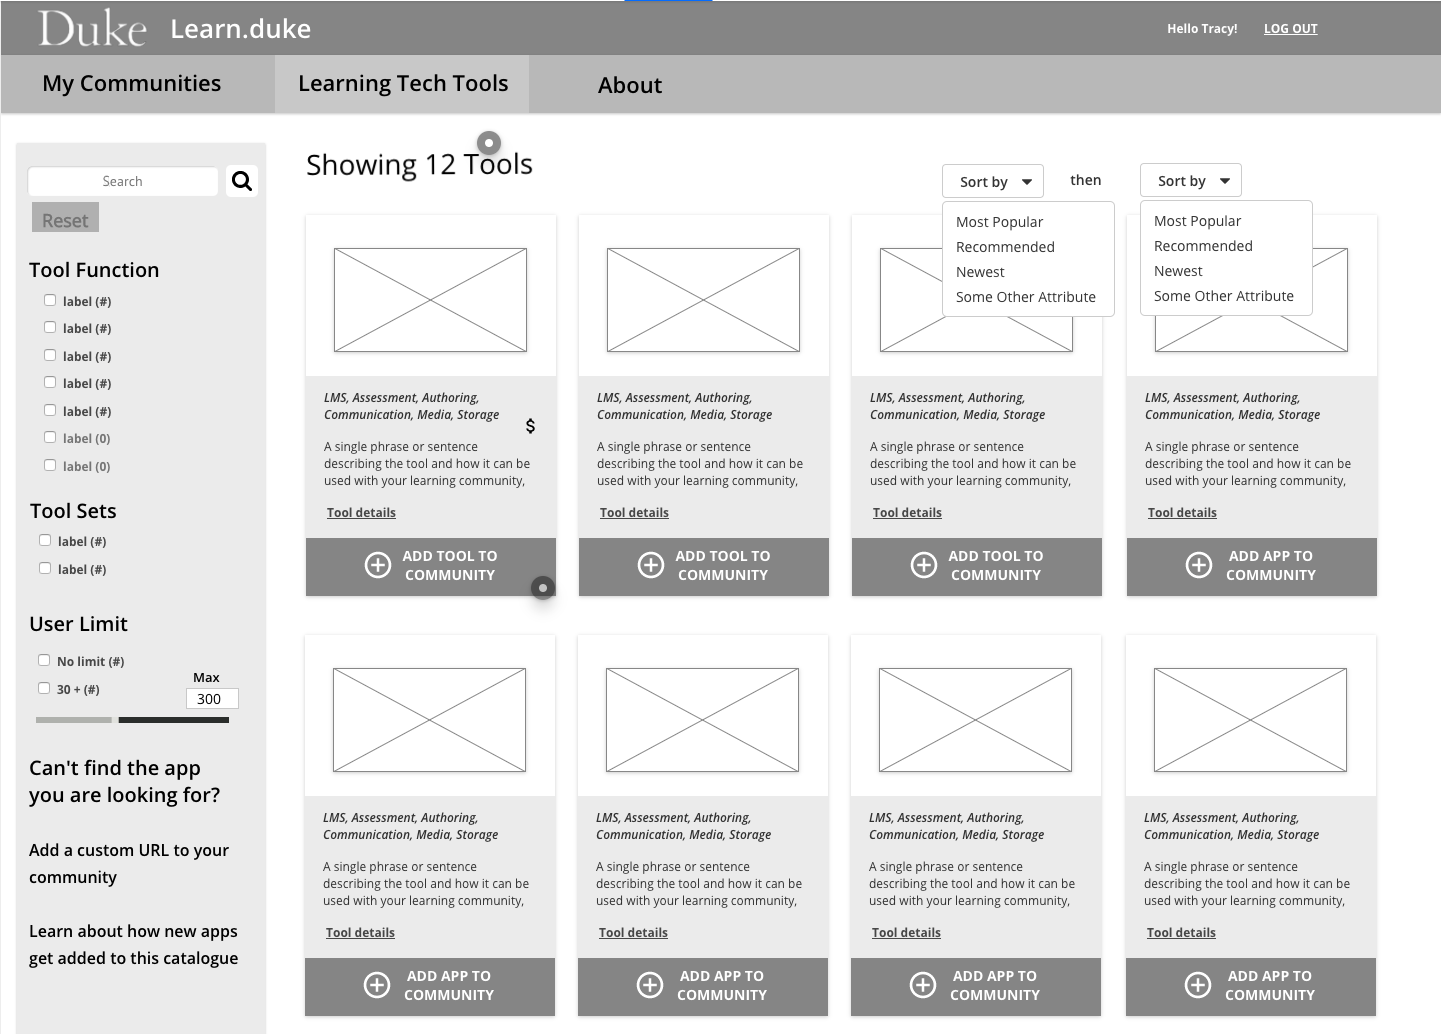 Duke
Learn.duke
Hello Tracy!
LOG OUT
My Communities
Learning Tech Tools
About
Search
Reset
Tool Function
label (#)
label (#)
label (#)
label (#)
label (#)
label (0)
label (0)
Tool Sets
label (#)
label (#)
User Limit
No limit (#)
30 + (#)
Max
300
Can't find the app
you are looking for?
Add a custom URL to your
community
Learn about how new apps
get added to this catalogue
Showing 12 Tools
Sort by
then
Sort by
Most Popular
Recommended
Newest
Some Other Attribute
Most Popular
Recommended
Newest
Some Other Attribute
LMS, Assessment, Authoring,
Communication, Media, Storage
$
A single phrase or sentence
describing the tool and how it can be
used with your learning community,
Tool details
ADD TOOL TO
COMMUNITY
LMS, Assessment, Authoring,
Communication, Media, Storage
A single phrase or sentence
describing the tool and how it can be
used with your learning community,
Tool details
ADD TOOL TO
COMMUNITY
LMS, Assessment, Authoring,
Communication, Media, Storage
A single phrase or sentence
describing the tool and how it can be
used with your learning community,
Tool details
ADD TOOL TO
COMMUNITY
LMS, Assessment, Authoring,
Communication, Media, Storage
A single phrase or sentence
describing the tool and how it can be
used with your learning community,
Tool details
ADD APP TO
COMMUNITY
LMS, Assessment, Authoring,
Communication, Media, Storage
A single phrase or sentence
describing the tool and how it can be
used with your learning community,
Tool details
ADD APP TO
COMMUNITY
LMS, Assessment, Authoring,
Communication, Media, Storage
A single phrase or sentence
describing the tool and how it can be
used with your learning community,
Tool details
ADD APP TO
COMMUNITY
LMS, Assessment, Authoring,
Communication, Media, Storage
A single phrase or sentence
describing the tool and how it can be
used with your learning community,
Tool details
ADD APP TO
COMMUNITY
LMS, Assessment, Authoring,
Communication, Media, Storage
A single phrase or sentence
describing the tool and how it can be
used with your learning community,
Tool details
ADD APP TO
COMMUNITY